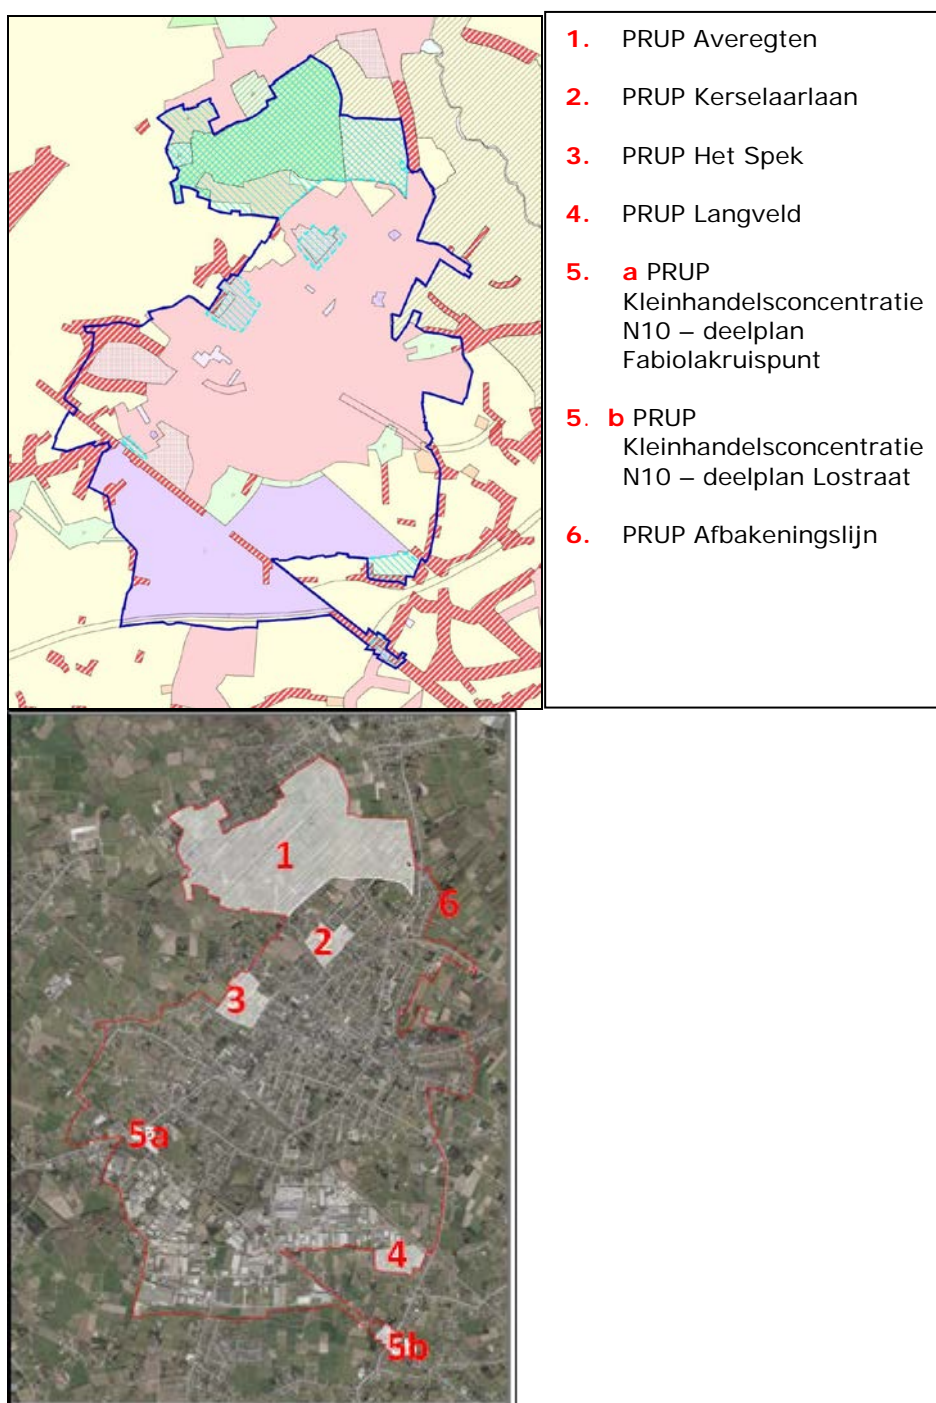 1. PRUP Averegten
2. PRUP Kerselaarlaan
3. PRUP Het Spek
4. PRUP Langveld
5. a PRUP
Kleinhandelsconcentratie
N10 – deelplan
Fabiolakruispunt
5. b PRUP
Kleinhandelsconcentratie
N10 – deelplan Lostraat
6. PRUP Afbakeningslijn
1
6
2
3
5a
4
5b